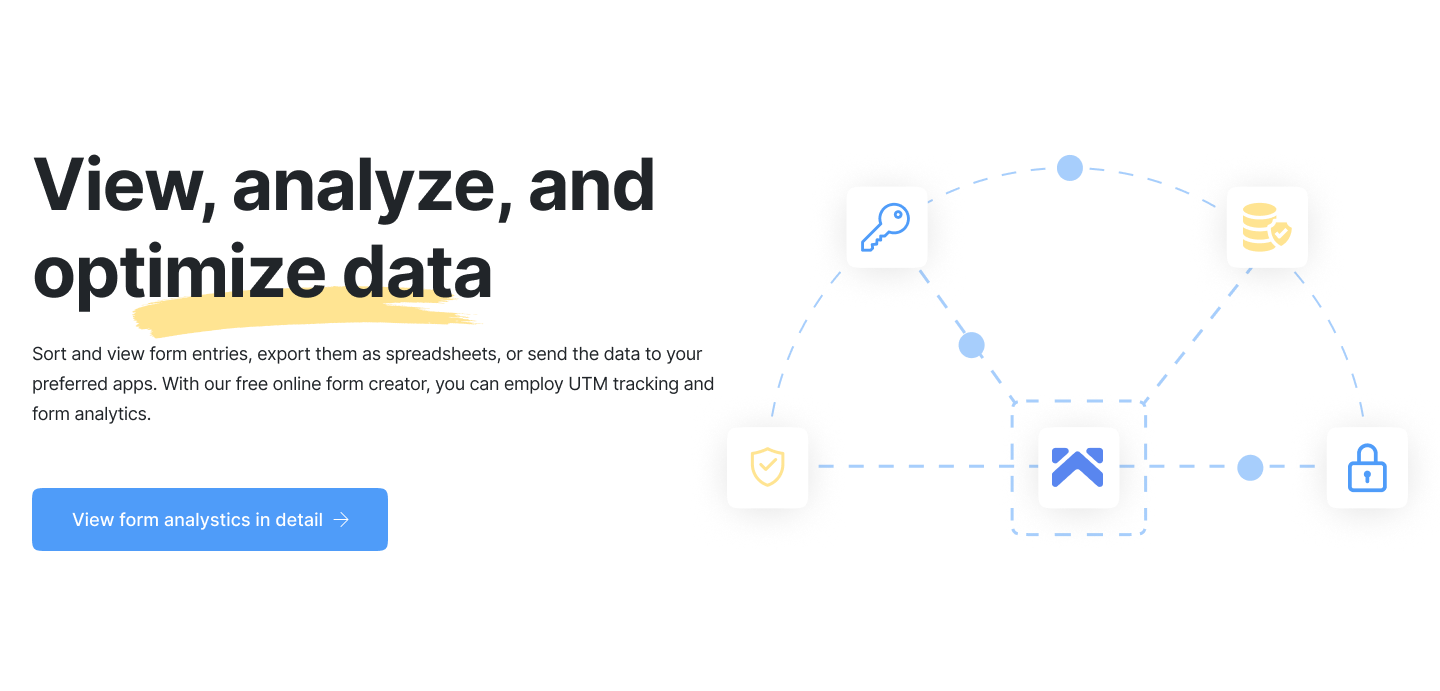 View, analyze, and
optimize data
Sort and view form entries, export them as spreadsheets, or send the data to your
preferred apps. With our free online form creator, you can employ UTM tracking and
form analytics.
View form analystics in detail →